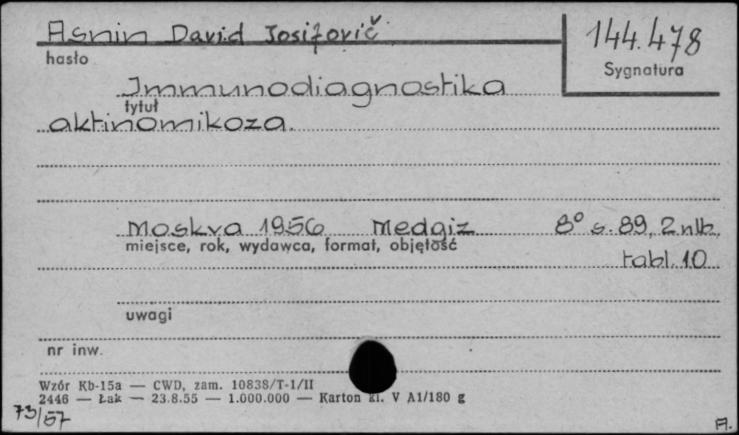 Asnin David Josifovič
144.478
hasło
Sygnatura
Immunodiagnostika
tytuł
aktinomikoza.
Moskva 1956 Medgiz 8° s. 89, 2 nlb,
miejsce, rok, wydawca, format, objętość
tabl. 10
uwagi
nr inw.
Wzór Kb-15a — CWD, zam. 10838/T-1/II
2446 — Łak — 23.8.55 — 1.000.000 — Karton kl. V A1/180 g
73/57
A.